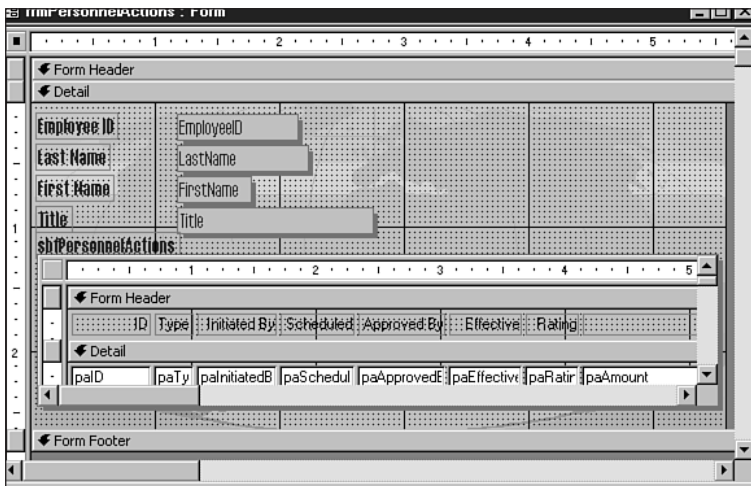 frmPersonnelActions : Form
1 2 3 4 5
Form Header
Detail
Employee ID EmployeeID
Last Name LastName
First Name FirstName
Title Title
1
sbfPersonnelActions
1 2 3 4 5
Form Header
ID Type Initiated By Scheduled Approved By Effective Rating
2
Detail
paID paTy paInitiatedB paSchedul paApprovedE paEffective paRatin paAmount
Form Footer